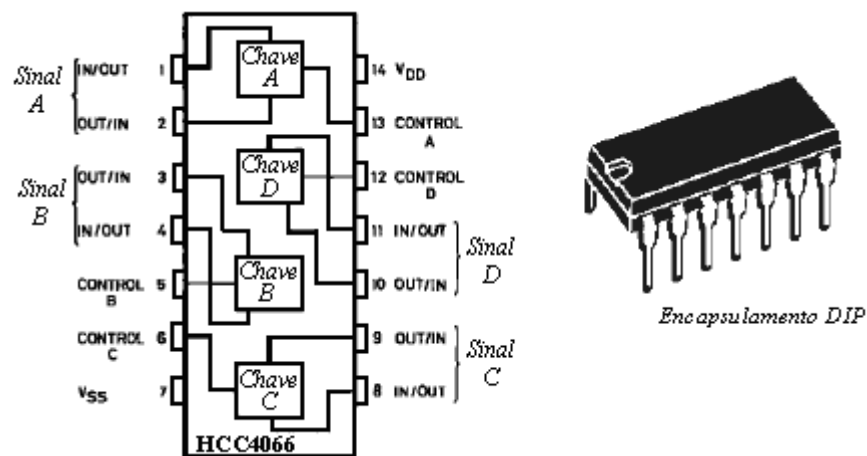 Sinal
A
IN/OUT 1
OUT/IN 2
Sinal
B
OUT/IN 3
IN/OUT 4
CONTROL 5
B
CONTROL 6
C
VSS 7
Chave
A
Chave
D
Chave
B
Chave
C
HCC4066
14 VDD
13 CONTROL
A
12 CONTROL
D
11 IN/OUT
10 OUT/IN
Sinal
D
9 OUT/IN
8 IN/OUT
Sinal
C
Encapsulamento DIP